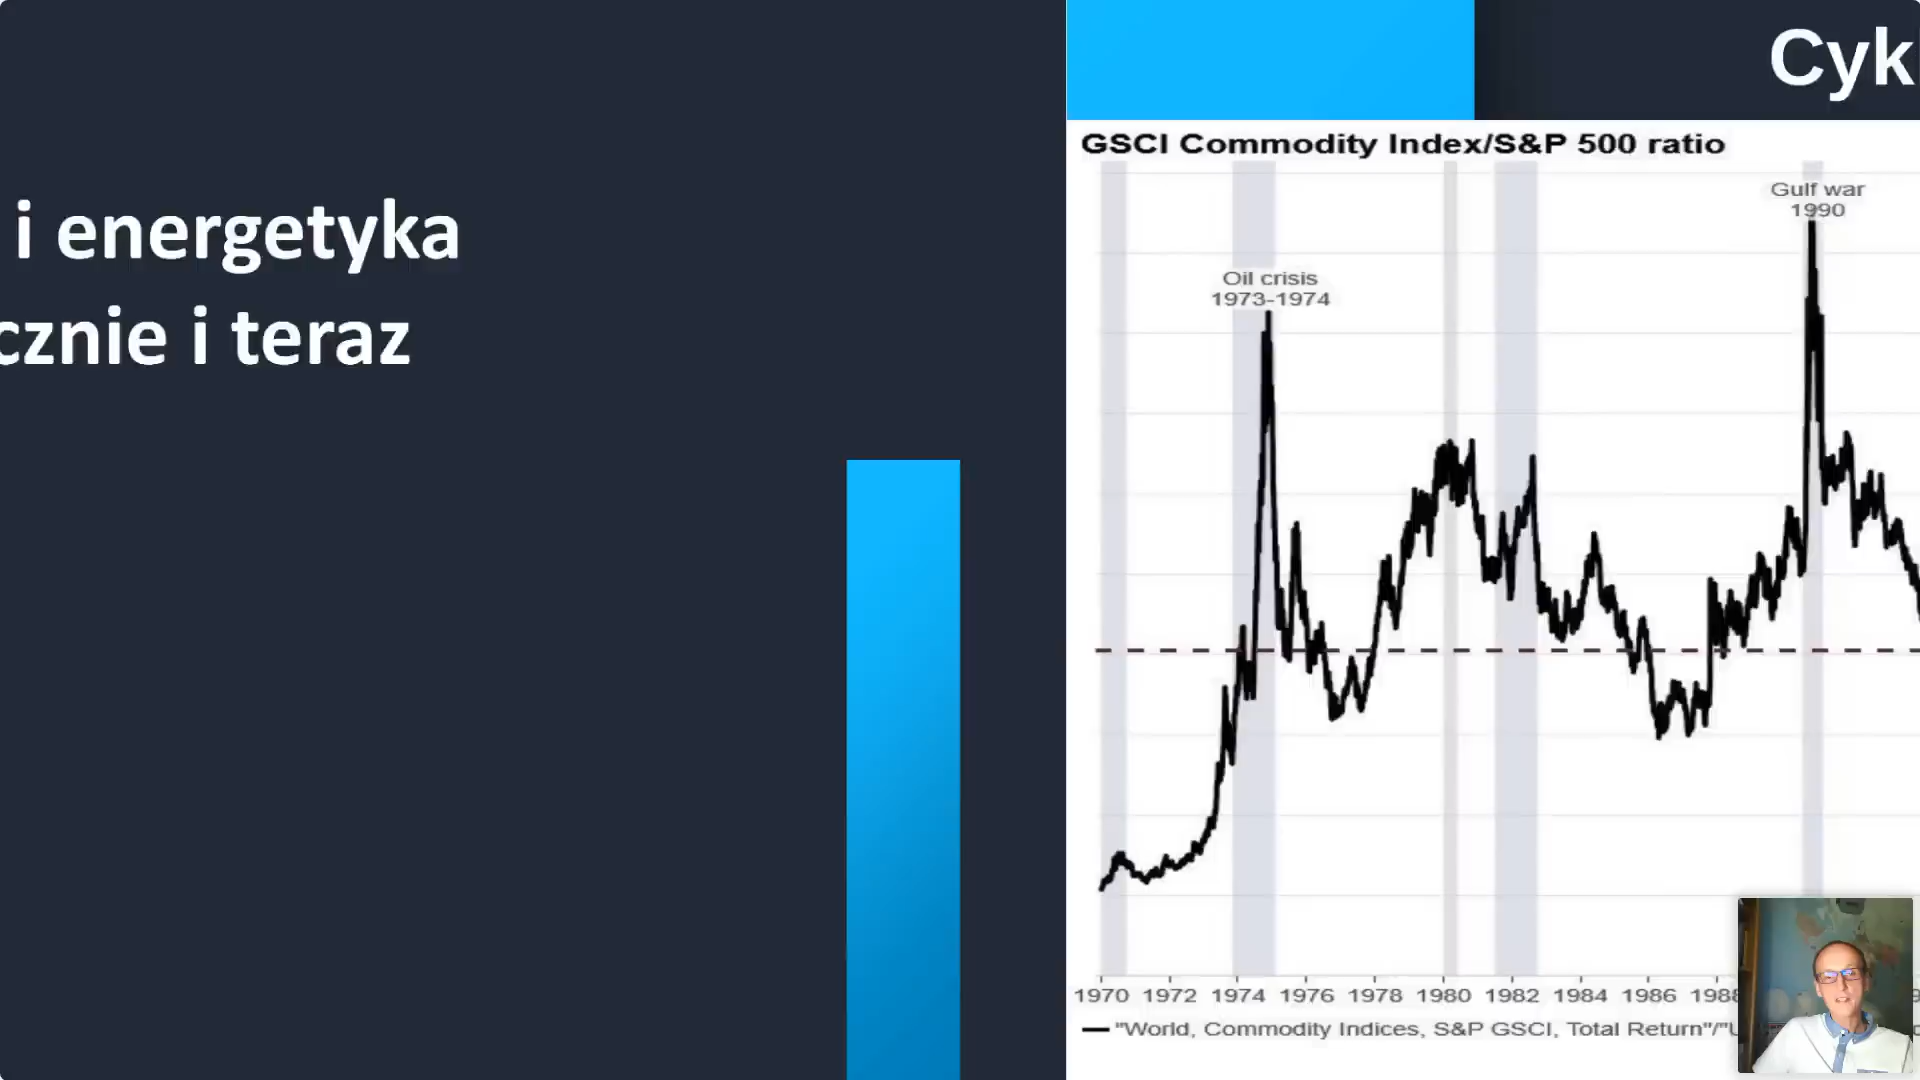 i energetyka
cznie i teraz
Cyk
GSCI Commodity Index/S&P 500 ratio
Gulf war
1990
Oil crisis
1973-1974
1970 1972 1974 1976 1978 1980 1982 1984 1986 1988
"World, Commodity Indices, S&P GSCI, Total Return"/"U